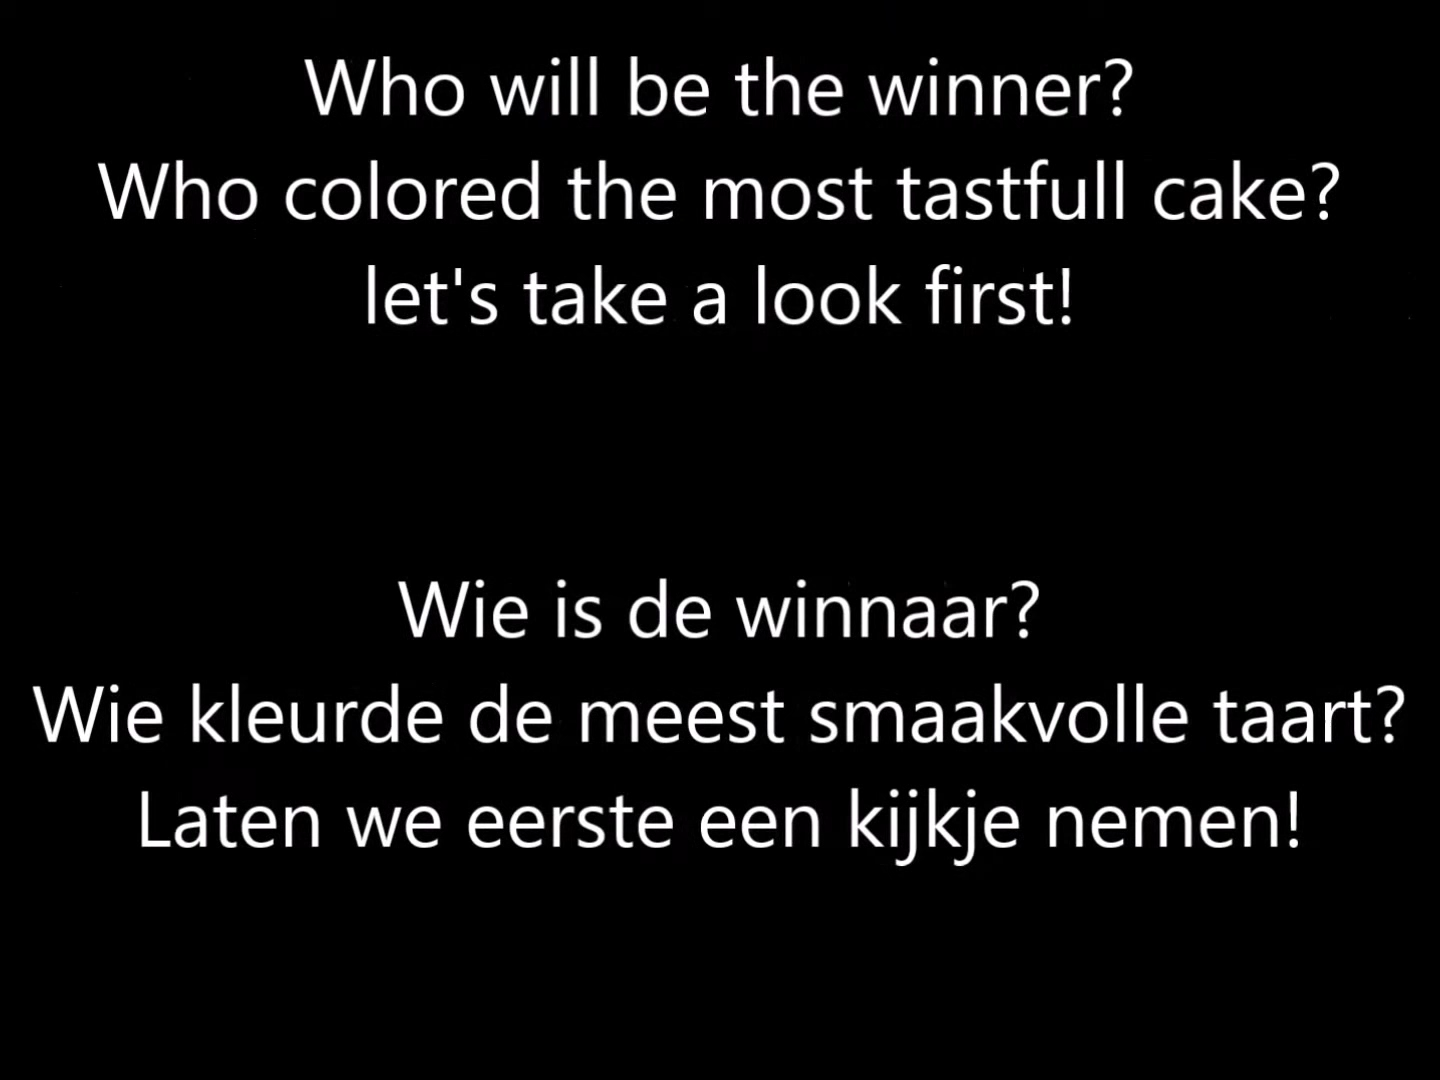 Who will be the winner?
Who colored the most tastfull cake?
let's take a look first!
Wie is de winnaar?
Wie kleurde de meest smaakvolle taart?
Laten we eerste een kijkje nemen!